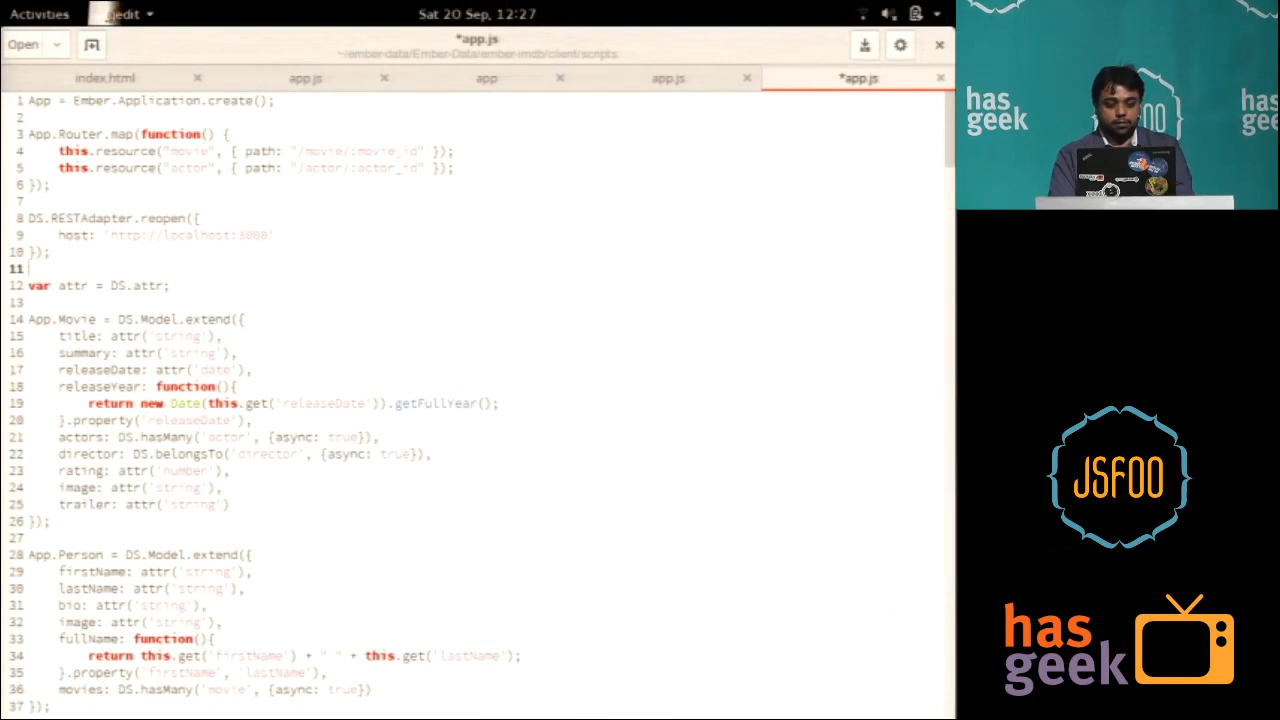 Activities
gedit
Sat 20 Sep, 12:27
Open
*app.js
~/ember-data/Ember-Data/ember-imdb/client/scripts
index.html
app.js
app
app.js
*app.js
1 App = Ember.Application.create();
2
3 App.Router.map(function() {
4 this.resource("movie", { path: "/movie/:movie_id" });
5 this.resource("actor", { path: "/actor/:actor_id" });
6 });
7
8 DS.RESTAdapter.reopen({
9 host: 'http://localhost:3000'
10 });
11
12 var attr = DS.attr;
13
14 App.Movie = DS.Model.extend({
15 title: attr('string'),
16 summary: attr('string'),
17 releaseDate: attr('date'),
18 releaseYear: function(){
19 return new Date(this.get('releaseDate')).getFullYear();
20 }.property('releaseDate'),
21 actors: DS.hasMany('actor', {async: true}),
22 director: DS.belongsTo('director', {async: true}),
23 rating: attr('number'),
24 image: attr('string'),
25 trailer: attr('string')
26 });
27
28 App.Person = DS.Model.extend({
29 firstName: attr('string'),
30 lastName: attr('string'),
31 bio: attr('string'),
32 image: attr('string'),
33 fullName: function(){
34 return this.get('firstName') + " " + this.get('lastName');
35 }.property('firstName', 'lastName'),
36 movies: DS.hasMany('movie', {async: true})
37 });
has
geek
has
geek
JSFOO
has
geek